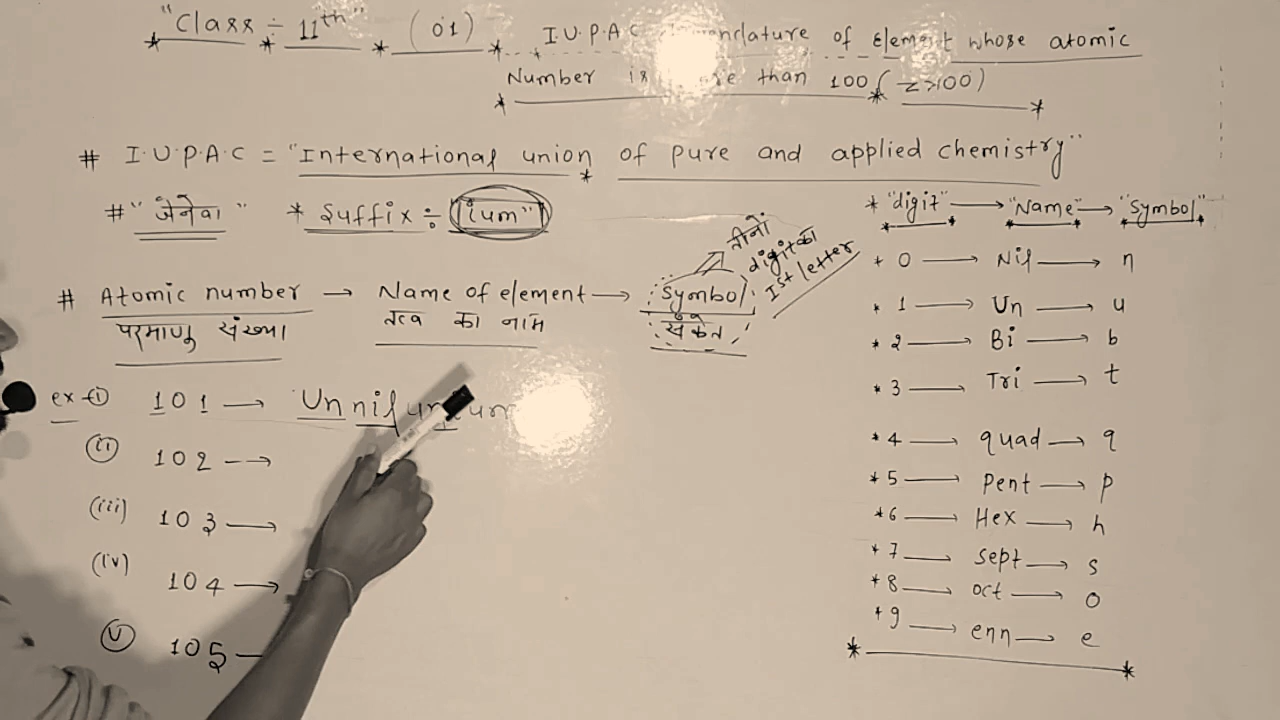 "Class ÷ 11th" (01) I.U.P.A.C nclature of Element whose atomic
Number is than 100 (Z>100)
# I.U.P.A.C = "International union of pure and applied chemistry"
# "जेनेवा" * Suffix ÷ "ium"
तीनों
digit का
1st letter
# Atomic number → Name of element → Symbol
परमाणु संख्या तत्व का नाम संकेत
ex- (i) 101 → Unnil
(ii) 102 →
(iii) 103 →
(iv) 104 →
(v) 105 —
* "digit" → "Name" → "Symbol"
* 0 → Nil → n
* 1 → Un → u
* 2 → Bi → b
* 3 → Tri → t
* 4 → quad → q
* 5 → Pent → p
* 6 → Hex → h
* 7 → sept → s
* 8 → oct → o
* 9 → enn → e